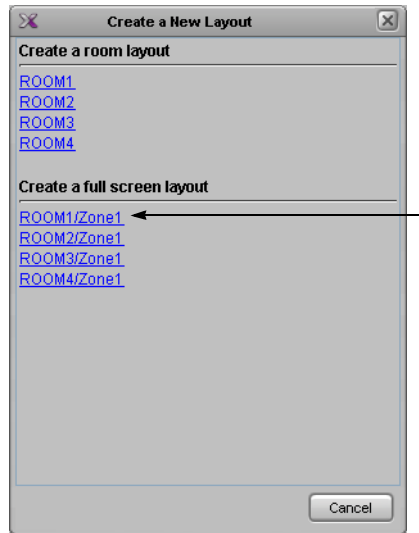 Create a New Layout
Create a room layout
ROOM1
ROOM2
ROOM3
ROOM4
Create a full screen layout
ROOM1/Zone1
ROOM2/Zone1
ROOM3/Zone1
ROOM4/Zone1
Cancel